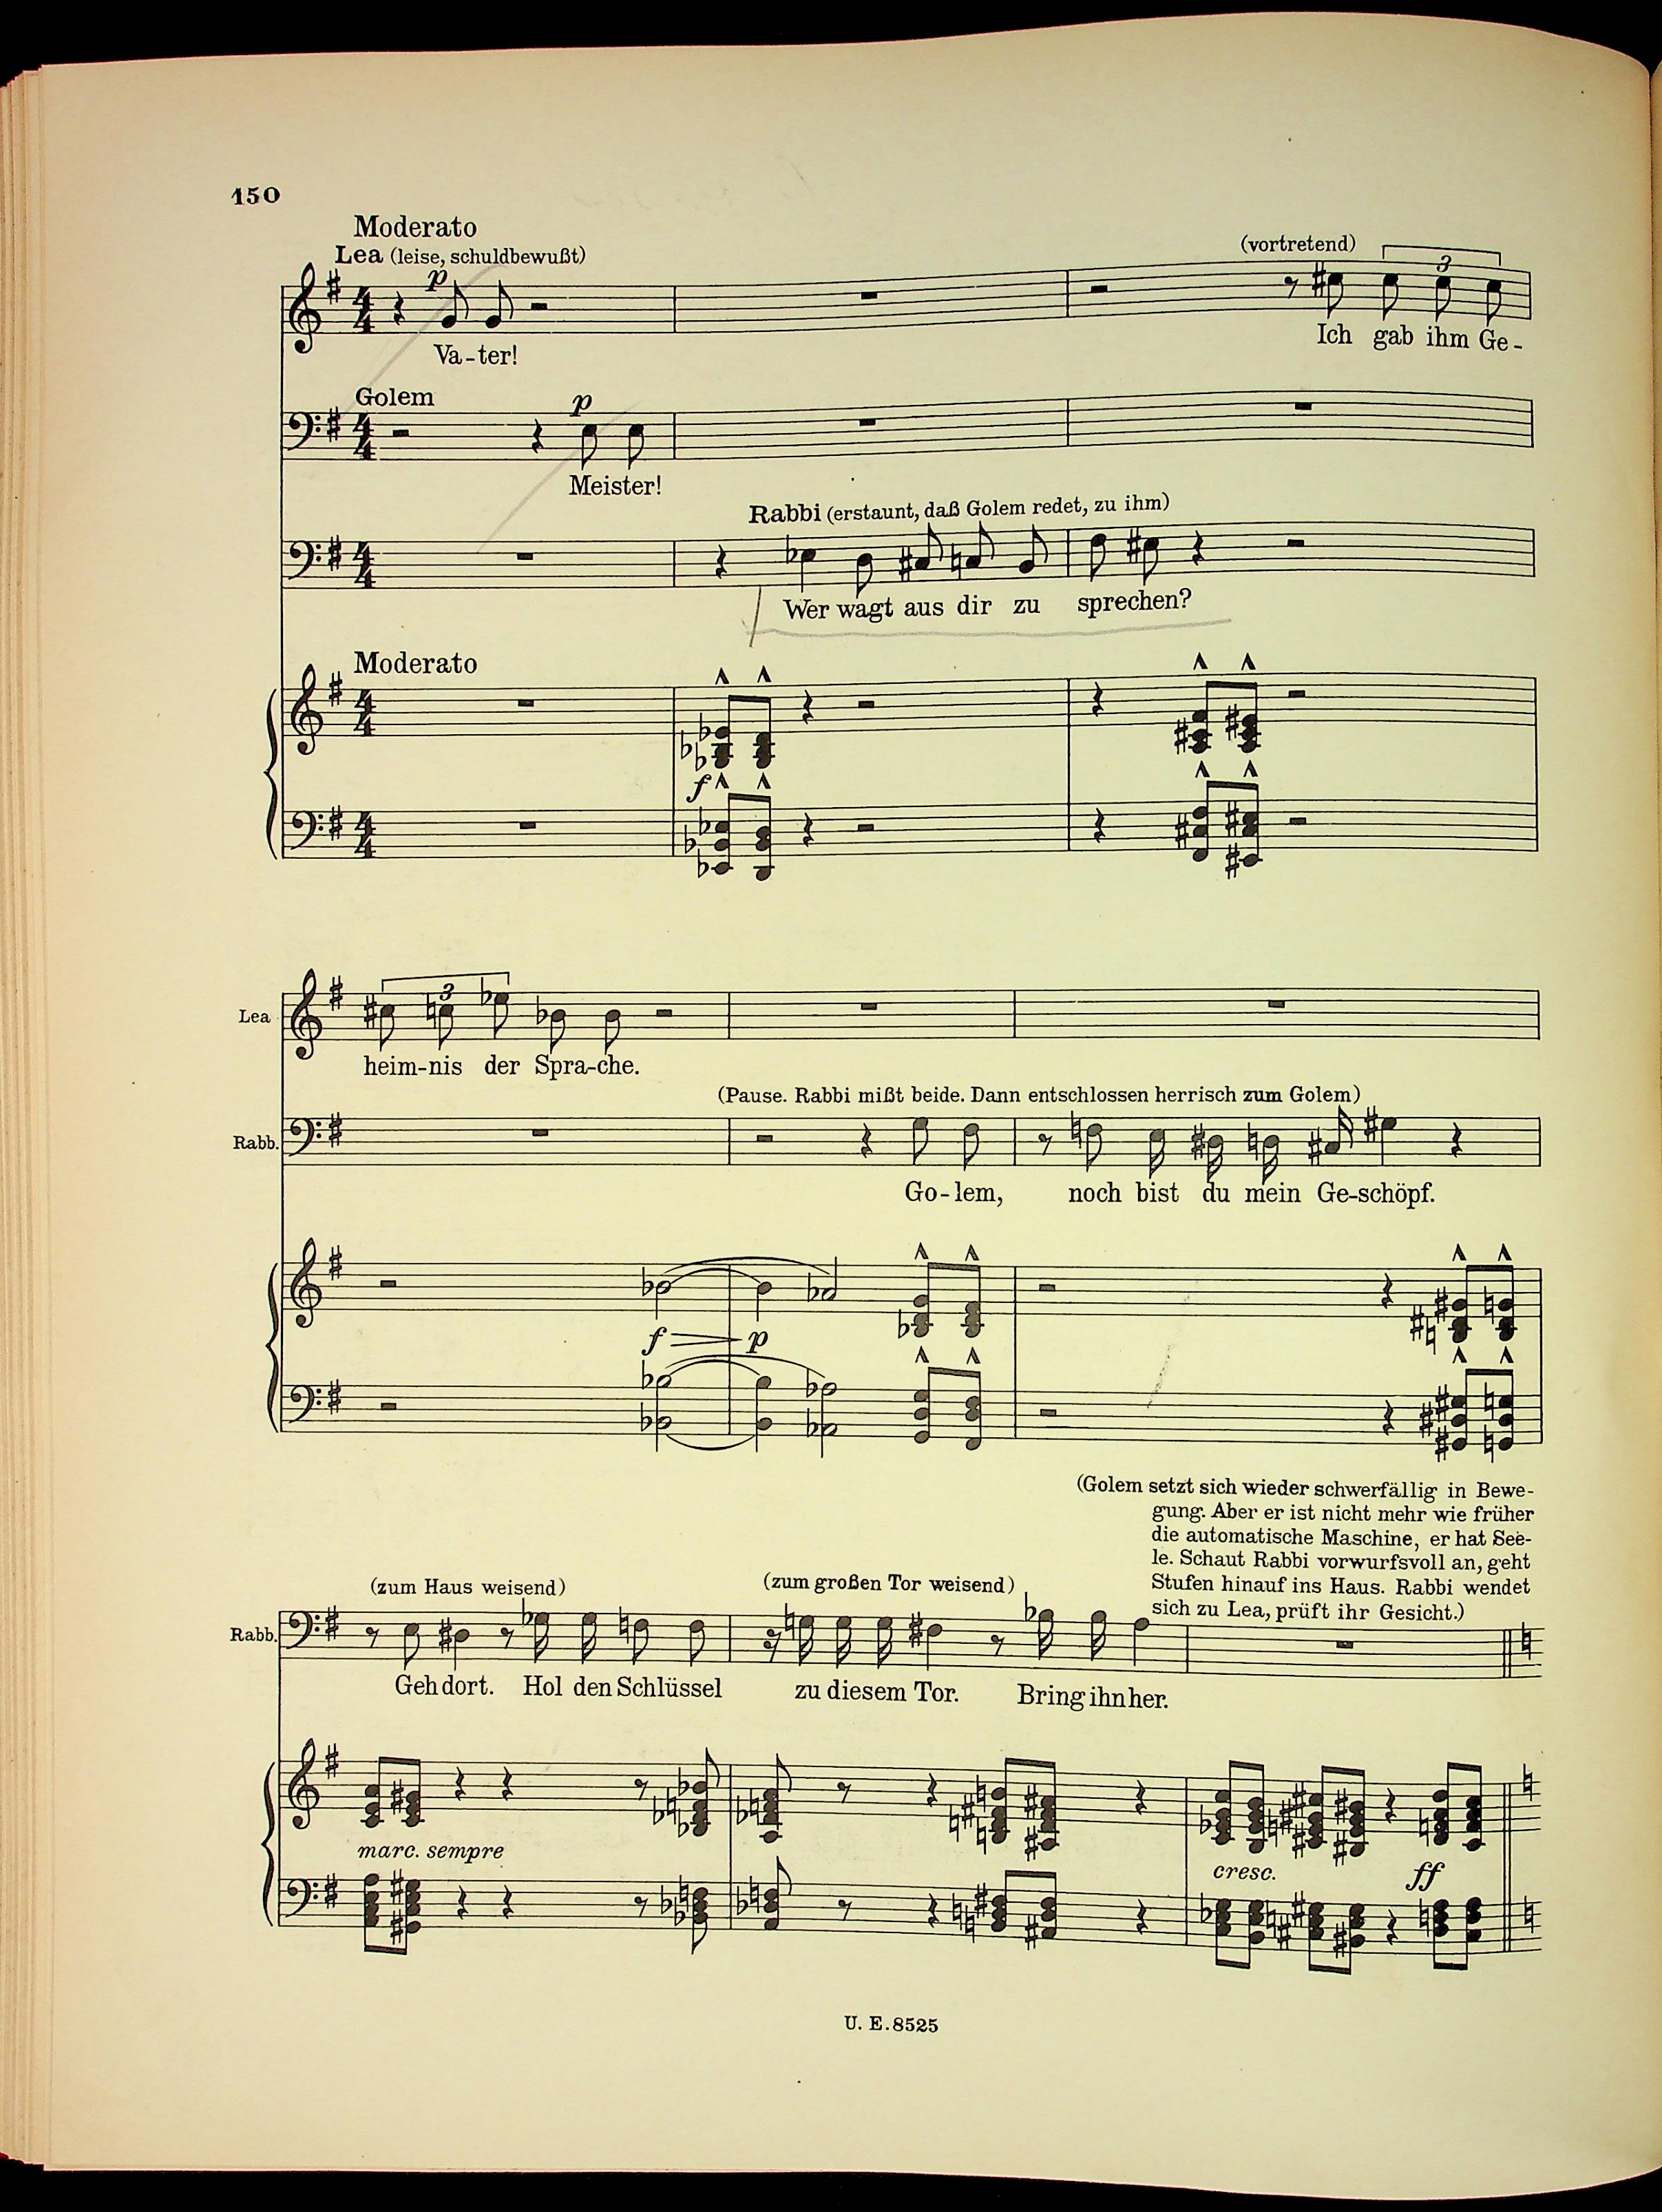 150
Moderato
Lea (leise, schuldbewußt)
(vortretend)
p
3
Va-ter!
Ich gab ihm Ge-
Golem
p
Meister!
Rabbi (erstaunt, daß Golem redet, zu ihm)
Wer wagt aus dir zu sprechen?
Moderato
f
Lea
3
heim-nis der Spra-che.
(Pause. Rabbi mißt beide. Dann entschlossen herrisch zum Golem)
Rabb.
Go-lem, noch bist du mein Ge-schöpf.
f p
(Golem setzt sich wieder schwerfällig in Bewe-
gung. Aber er ist nicht mehr wie früher
die automatische Maschine, er hat See-
le. Schaut Rabbi vorwurfsvoll an, geht
Stufen hinauf ins Haus. Rabbi wendet
sich zu Lea, prüft ihr Gesicht.)
(zum Haus weisend)
(zum großen Tor weisend)
Rabb.
Geh dort. Hol den Schlüssel zu diesem Tor. Bring ihn her.
marc. sempre
cresc. ff
U. E. 8525